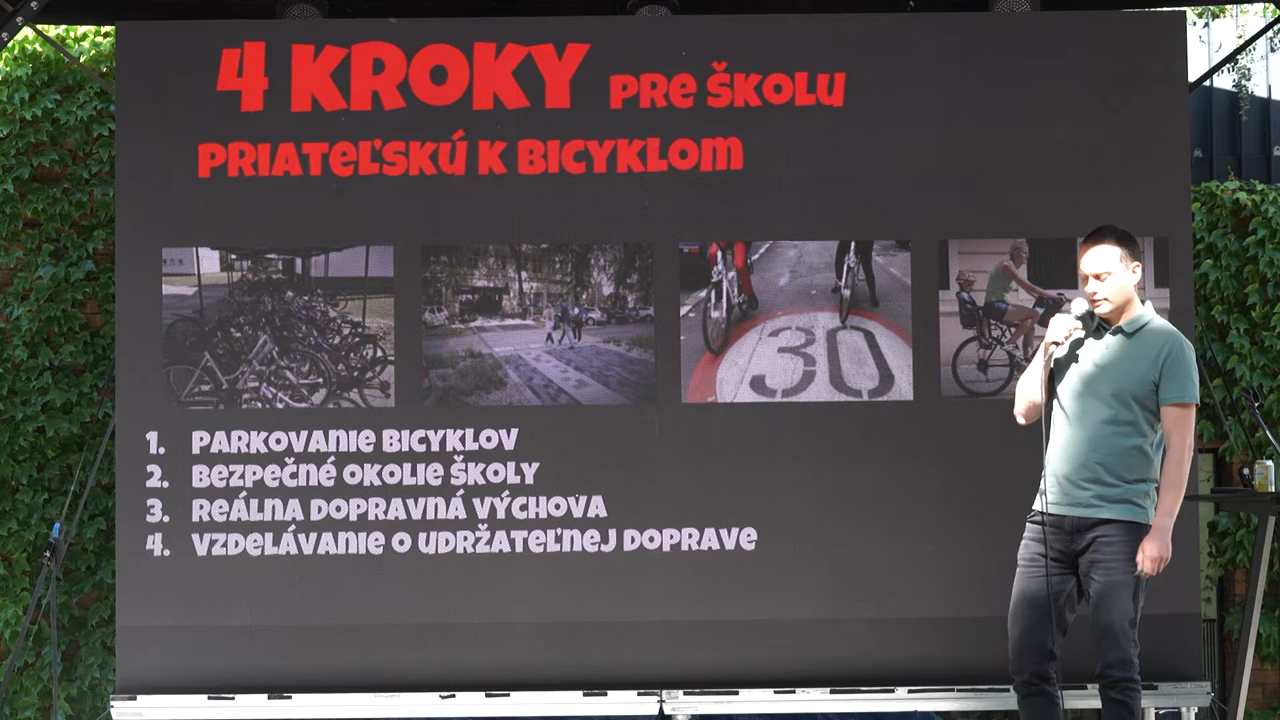 4 KROKY PRE ŠKOLU
PRIATEĽSKÚ K BICYKLOM
30
1. PARKOVANIE BICYKLOV
2. BEZPEČNÉ OKOLIE ŠKOLY
3. REÁLNA DOPRAVNÁ VÝCHOVA
4. VZDELÁVANIE O UDRŽATEĽNEJ DOPRAVE